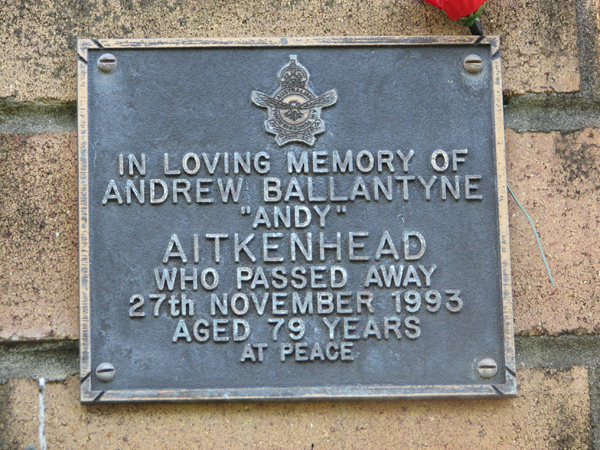 IN LOVING MEMORY OF
ANDREW BALLANTYNE
"ANDY"
AITKENHEAD
WHO PASSED AWAY
27th NOVEMBER 1993
AGED 79 YEARS
AT PEACE